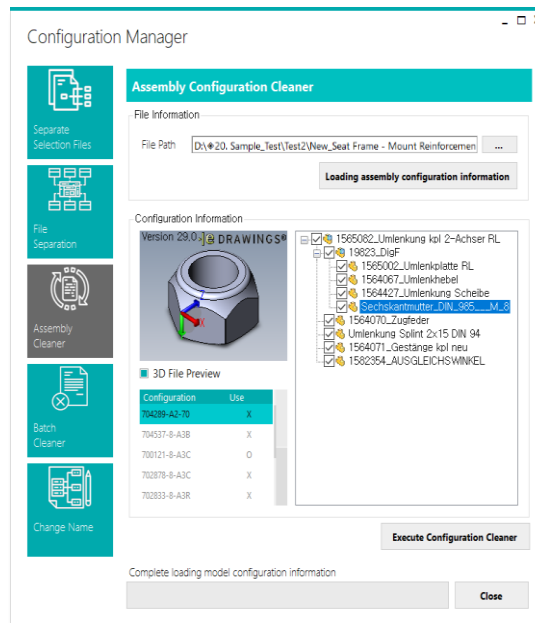 Configuration Manager
Separate
Selection Files
File
Separation
Assembly
Cleaner
Batch
Cleaner
Change Name
Assembly Configuration Cleaner
File Information
File Path D:\◈20. Sample_Test\Test2\New_Seat Frame - Mount Reinforcemen ...
Loading assembly configuration information
Configuration Information
Version 29,0, eDRAWINGS®
Z
X
3D File Preview
Configuration Use
704289-A2-70 X
704537-8-A3B X
700121-8-A3C O
702878-8-A3C X
702833-8-A3R X
1565082_Umlenkung kpl 2-Achser RL
19823_DigF
1565002_Umlenkplatte RL
1564067_Umlenkhebel
1564427_Umlenkung Scheibe
Sechskantmutter_DIN_985___M_8
1564070_Zugfeder
Umlenkung Splint 2x15 DIN 94
1564071_Gestänge kpl neu
1582354_AUSGLEICHSWINKEL
Execute Configuration Cleaner
Complete loading model configuration information
Close